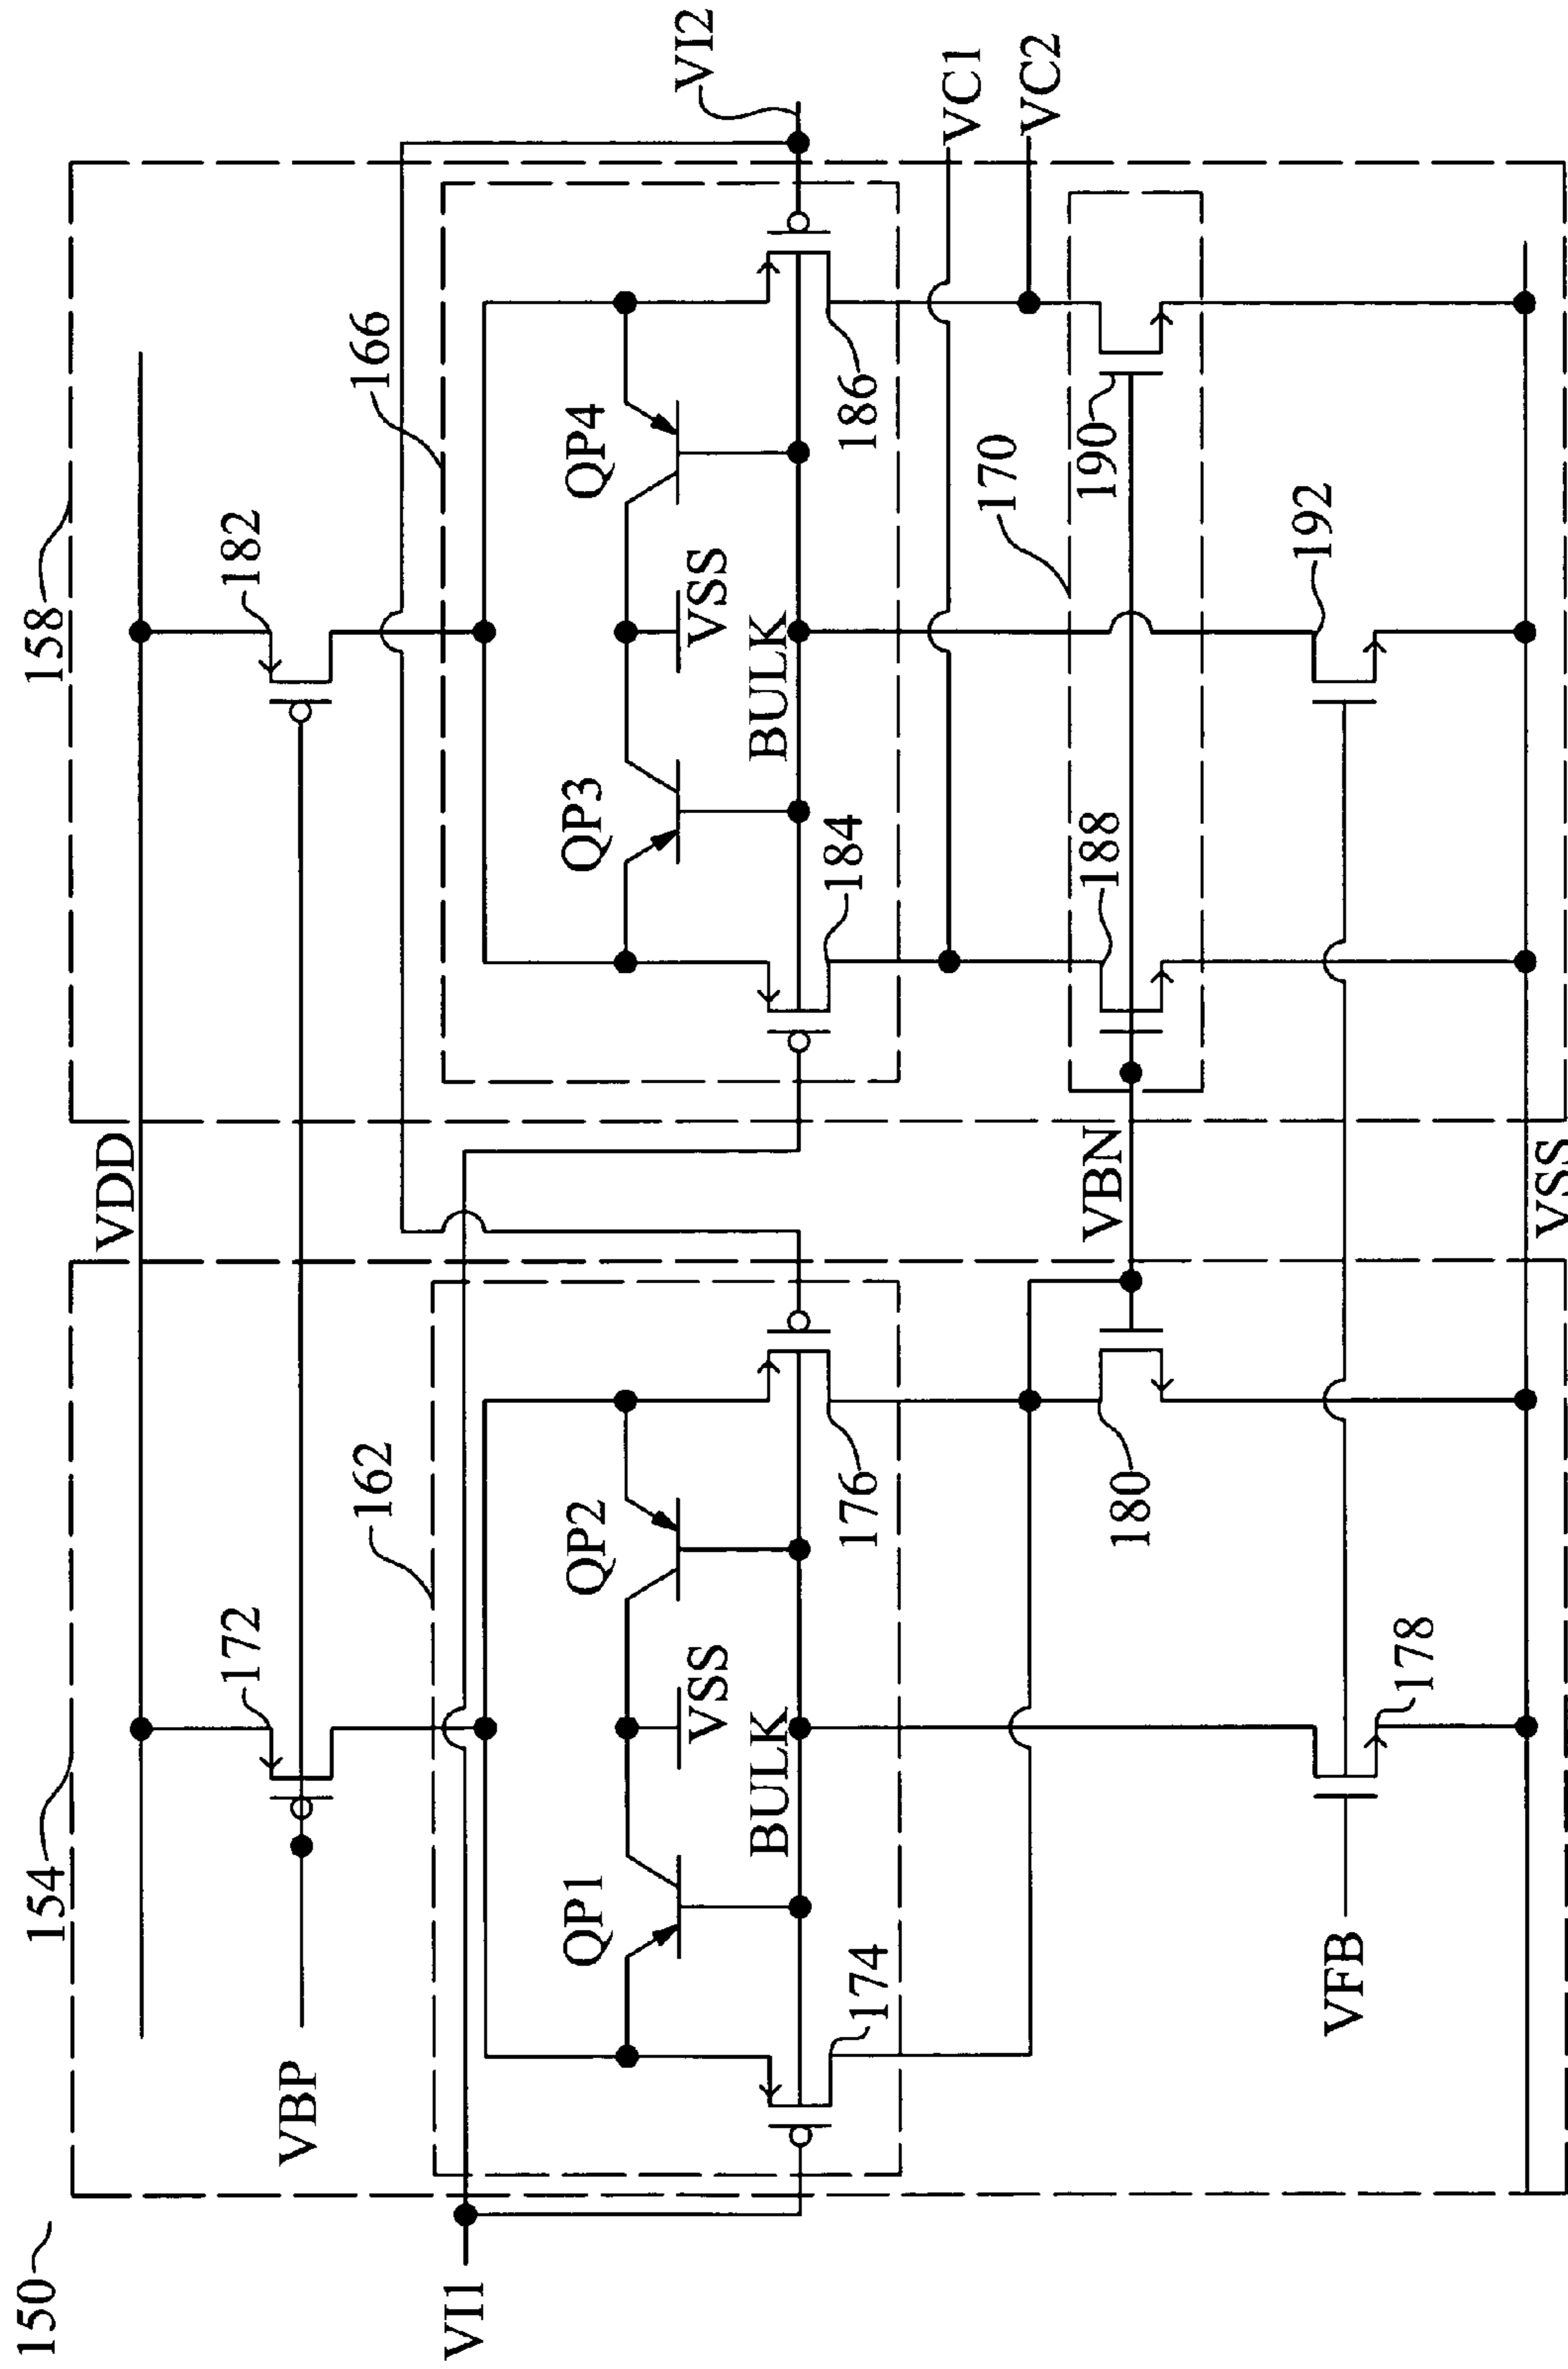 150
154
158
VDD
172
182
VBP
162
166
VI1
VI2
QP1
QP2
QP3
QP4
VSS
VSS
BULK
BULK
174
176
184
186
VC1
VC2
170
180
VBN
188
190
VFB
178
192
VSS